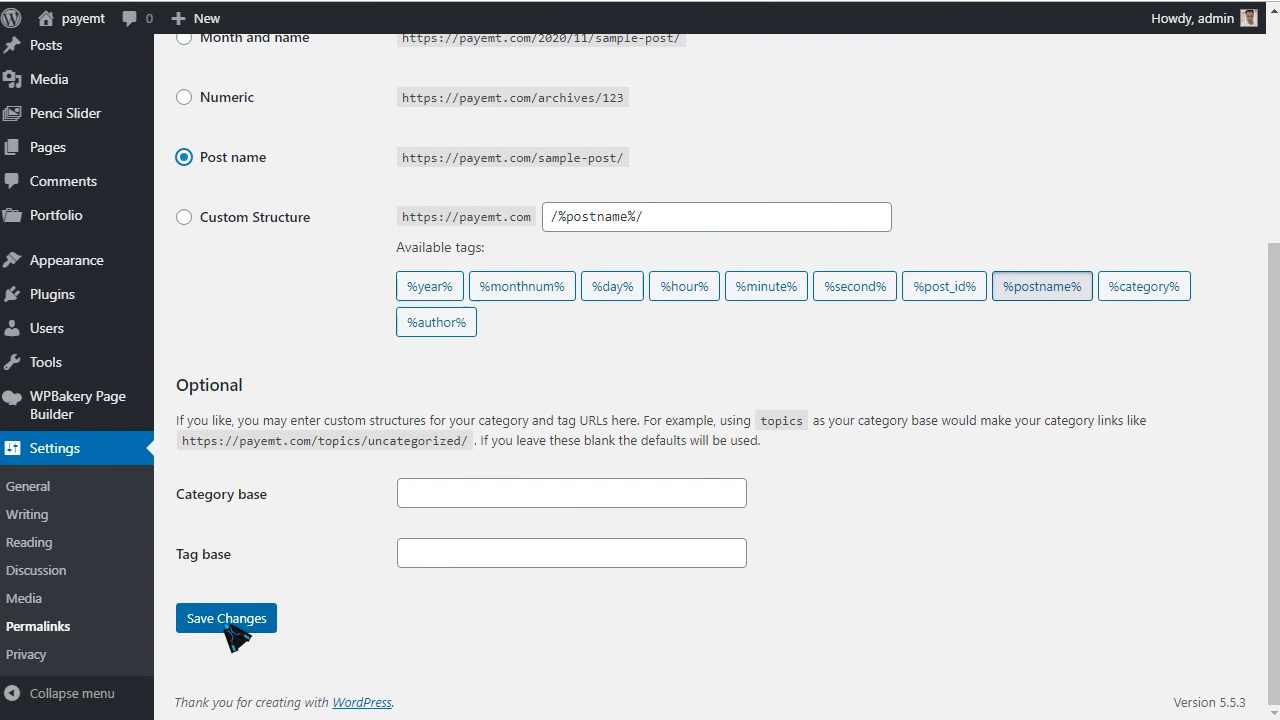 payemt 0 New Howdy, admin
Posts
Media
Penci Slider
Pages
Comments
Portfolio
Appearance
Plugins
Users
Tools
WPBakery Page
Builder
Settings
General
Writing
Reading
Discussion
Media
Permalinks
Privacy
Collapse menu
Month and name https://payemt.com/2020/11/sample-post/
Numeric https://payemt.com/archives/123
Post name https://payemt.com/sample-post/
Custom Structure https://payemt.com /%postname%/
Available tags:
%year% %monthnum% %day% %hour% %minute% %second% %post_id% %postname% %category%
%author%
Optional
If you like, you may enter custom structures for your category and tag URLs here. For example, using topics as your category base would make your category links like
https://payemt.com/topics/uncategorized/ . If you leave these blank the defaults will be used.
Category base
Tag base
Save Changes
Thank you for creating with WordPress. Version 5.5.3